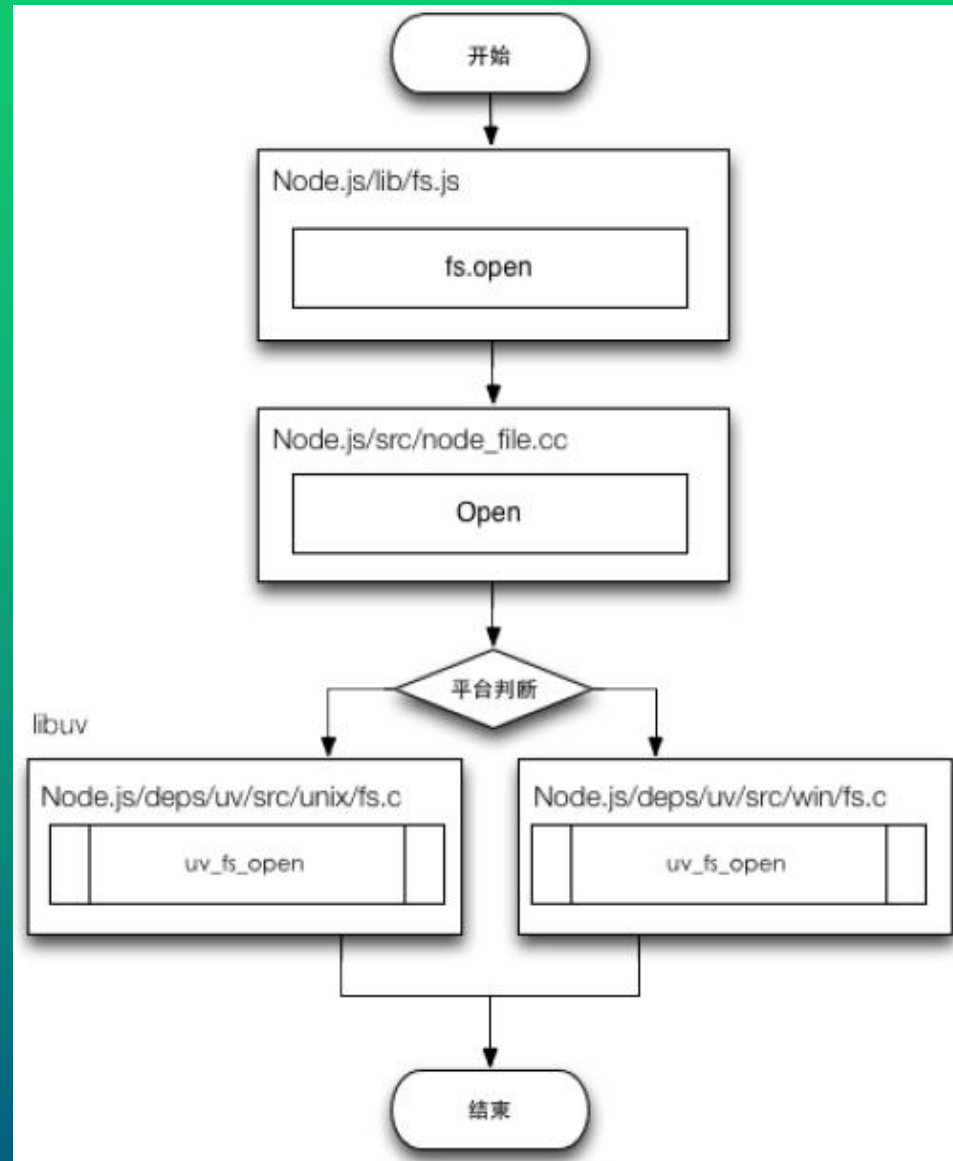 开始
Node.js/lib/fs.js
fs.open
Node.js/src/node_file.cc
Open
平台判断
libuv
Node.js/deps/uv/src/unix/fs.c
uv_fs_open
Node.js/deps/uv/src/win/fs.c
uv_fs_open
结束